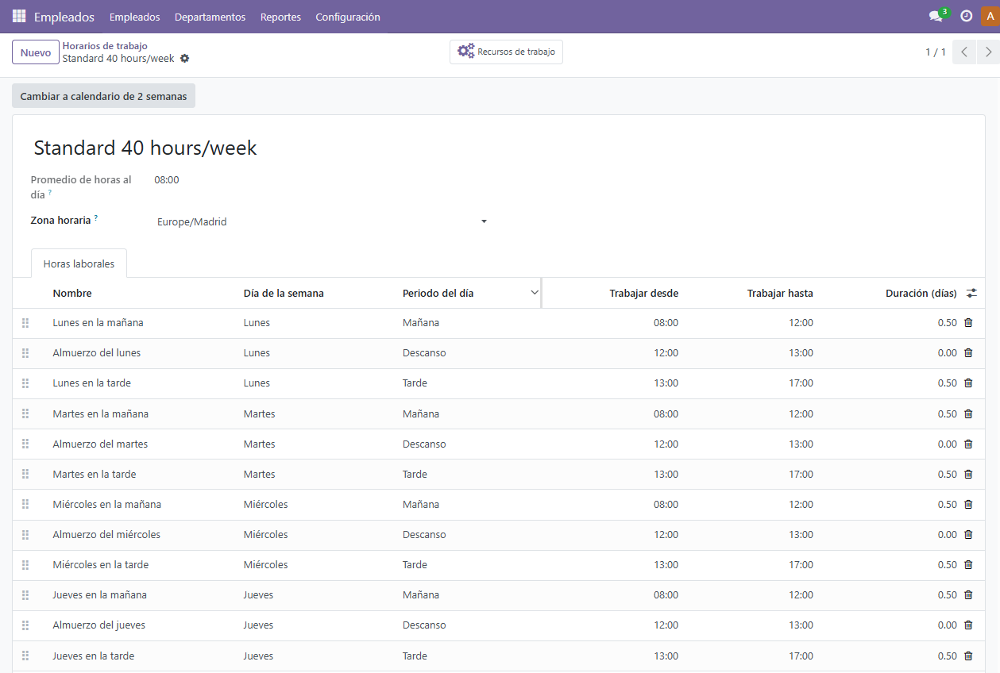 Empleados Empleados Departamentos Reportes Configuración 3 A
Nuevo Horarios de trabajo
Standard 40 hours/week
Recursos de trabajo
1 / 1
Cambiar a calendario de 2 semanas
Standard 40 hours/week
Promedio de horas al día ? 08:00
Zona horaria ? Europe/Madrid
Horas laborales
Nombre Día de la semana Periodo del día Trabajar desde Trabajar hasta Duración (días)
Lunes en la mañana Lunes Mañana 08:00 12:00 0.50
Almuerzo del lunes Lunes Descanso 12:00 13:00 0.00
Lunes en la tarde Lunes Tarde 13:00 17:00 0.50
Martes en la mañana Martes Mañana 08:00 12:00 0.50
Almuerzo del martes Martes Descanso 12:00 13:00 0.00
Martes en la tarde Martes Tarde 13:00 17:00 0.50
Miércoles en la mañana Miércoles Mañana 08:00 12:00 0.50
Almuerzo del miércoles Miércoles Descanso 12:00 13:00 0.00
Miércoles en la tarde Miércoles Tarde 13:00 17:00 0.50
Jueves en la mañana Jueves Mañana 08:00 12:00 0.50
Almuerzo del jueves Jueves Descanso 12:00 13:00 0.00
Jueves en la tarde Jueves Tarde 13:00 17:00 0.50